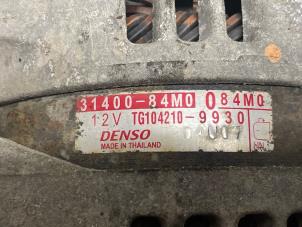 31400-84M0 084M0
12V TG104210-9930
DENSO
MADE IN THAILAND